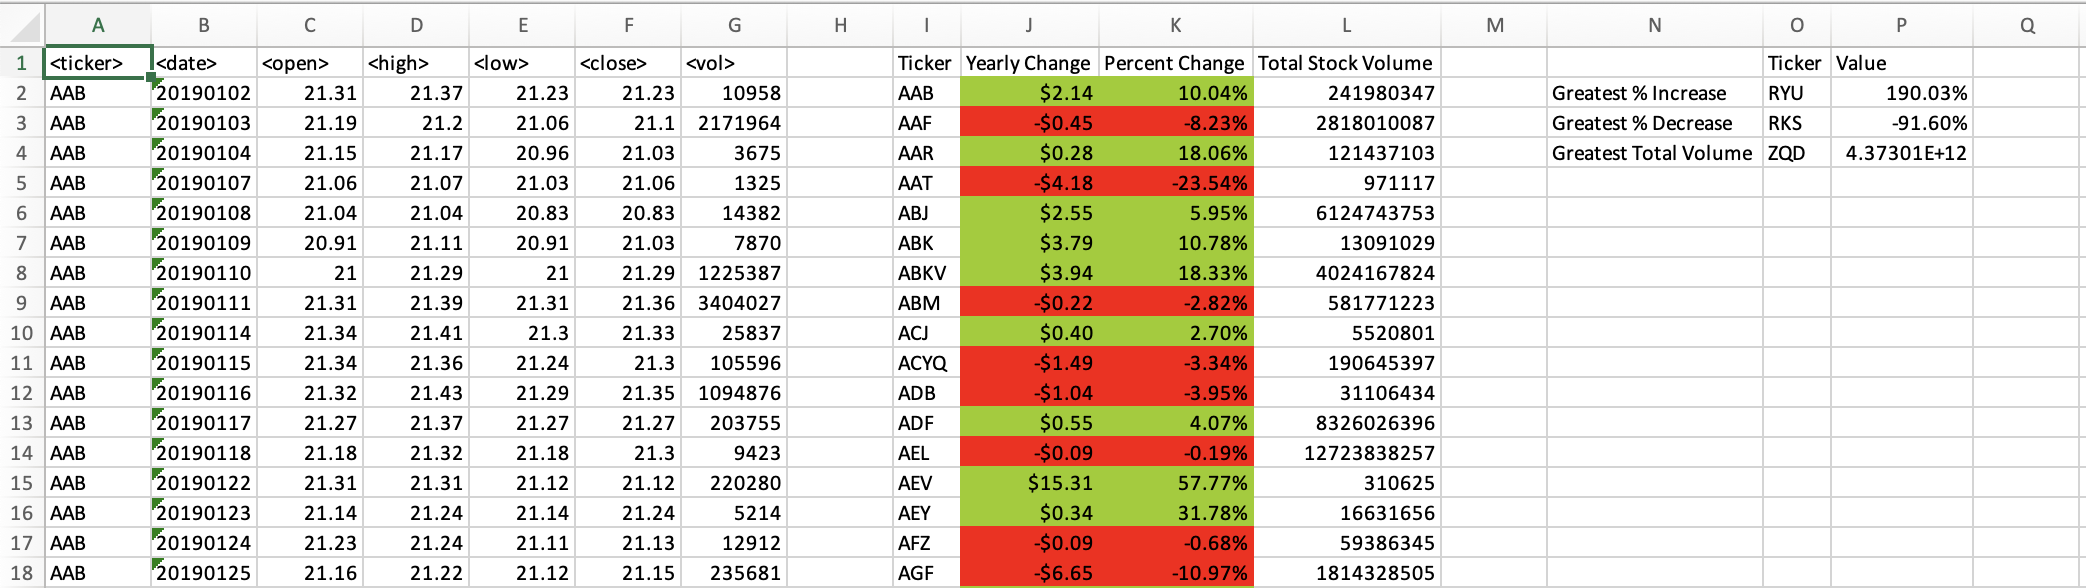 A B C D E F G H I J K L M N O P Q
1 <ticker> <date> <open> <high> <low> <close> <vol> Ticker Yearly Change Percent Change Total Stock Volume Ticker Value
2 AAB 20190102 21.31 21.37 21.23 21.23 10958 AAB $2.14 10.04% 241980347 Greatest % Increase RYU 190.03%
3 AAB 20190103 21.19 21.2 21.06 21.1 2171964 AAF -$0.45 -8.23% 2818010087 Greatest % Decrease RKS -91.60%
4 AAB 20190104 21.15 21.17 20.96 21.03 3675 AAR $0.28 18.06% 121437103 Greatest Total Volume ZQD 4.37301E+12
5 AAB 20190107 21.06 21.07 21.03 21.06 1325 AAT -$4.18 -23.54% 971117
6 AAB 20190108 21.04 21.04 20.83 20.83 14382 ABJ $2.55 5.95% 6124743753
7 AAB 20190109 20.91 21.11 20.91 21.03 7870 ABK $3.79 10.78% 13091029
8 AAB 20190110 21 21.29 21 21.29 1225387 ABKV $3.94 18.33% 4024167824
9 AAB 20190111 21.31 21.39 21.31 21.36 3404027 ABM -$0.22 -2.82% 581771223
10 AAB 20190114 21.34 21.41 21.3 21.33 25837 ACJ $0.40 2.70% 5520801
11 AAB 20190115 21.34 21.36 21.24 21.3 105596 ACYQ -$1.49 -3.34% 190645397
12 AAB 20190116 21.32 21.43 21.29 21.35 1094876 ADB -$1.04 -3.95% 31106434
13 AAB 20190117 21.27 21.37 21.27 21.27 203755 ADF $0.55 4.07% 8326026396
14 AAB 20190118 21.18 21.32 21.18 21.3 9423 AEL -$0.09 -0.19% 12723838257
15 AAB 20190122 21.31 21.31 21.12 21.12 220280 AEV $15.31 57.77% 310625
16 AAB 20190123 21.14 21.24 21.14 21.24 5214 AEY $0.34 31.78% 16631656
17 AAB 20190124 21.23 21.24 21.11 21.13 12912 AFZ -$0.09 -0.68% 59386345
18 AAB 20190125 21.16 21.22 21.12 21.15 235681 AGF -$6.65 -10.97% 1814328505